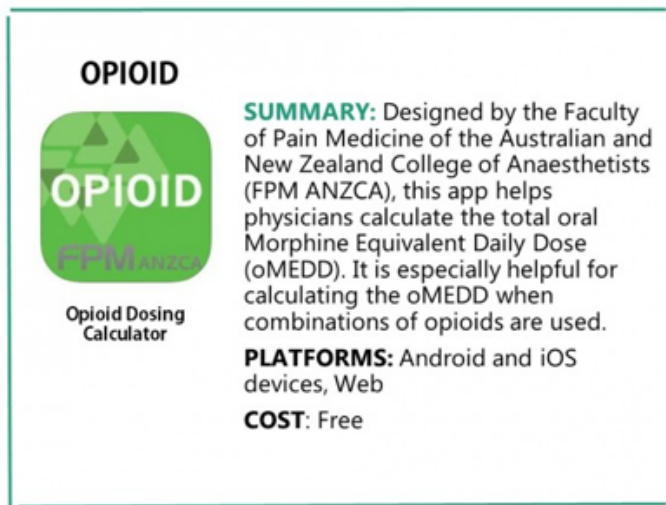 OPIOID
OPIOID
FPM ANZCA
Opioid Dosing
Calculator
SUMMARY: Designed by the Faculty
of Pain Medicine of the Australian and
New Zealand College of Anaesthetists
(FPM ANZCA), this app helps
physicians calculate the total oral
Morphine Equivalent Daily Dose
(oMEDD). It is especially helpful for
calculating the oMEDD when
combinations of opioids are used.
PLATFORMS: Android and iOS
devices, Web
COST: Free